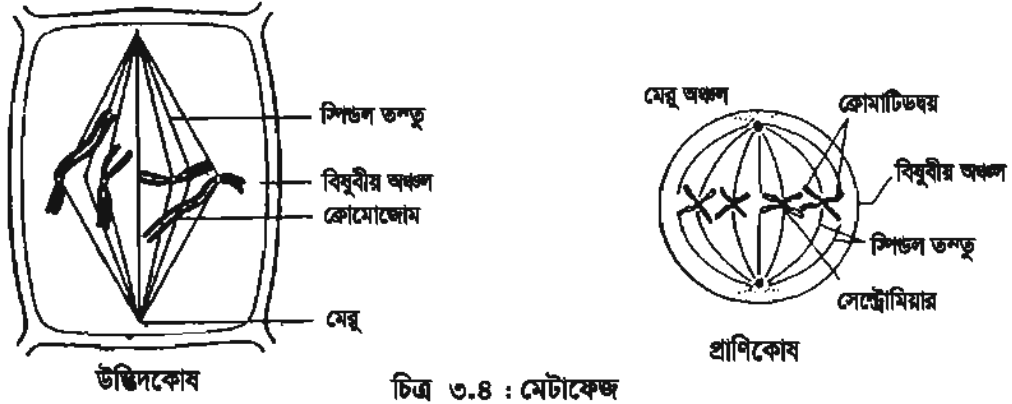 স্পিন্ডল তন্তু
বিষুবীয় অঞ্চল
ক্রোমোজোম
মেরু
উদ্ভিদকোষ
মেরু অঞ্চল
ক্রোমাটিডদ্বয়
বিষুবীয় অঞ্চল
স্পিন্ডল তন্তু
সেন্ট্রোমিয়ার
প্রাণিকোষ
চিত্র ৩.৪ : মেটাফেজ